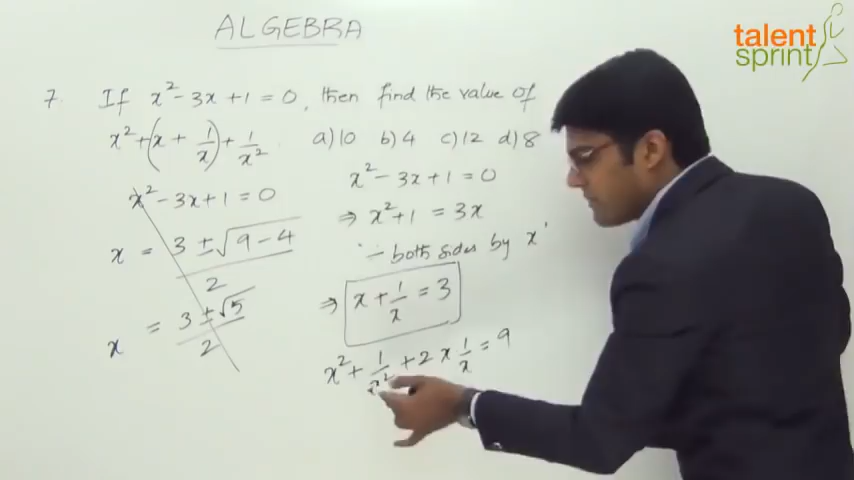 ALGEBRA
talent
sprint
7. If x² - 3x + 1 = 0, then find the value of
x² + (x + 1/x) + 1/x² a) 10 b) 4 c) 12 d) 8
x² - 3x + 1 = 0
x = 3 ± √9 - 4 / 2
x = 3 ± √5 / 2
x² - 3x + 1 = 0
⇒ x² + 1 = 3x
÷ both sides by 'x'
⇒ x + 1/x = 3
x² + 1/x² + 2 x 1/x = 9